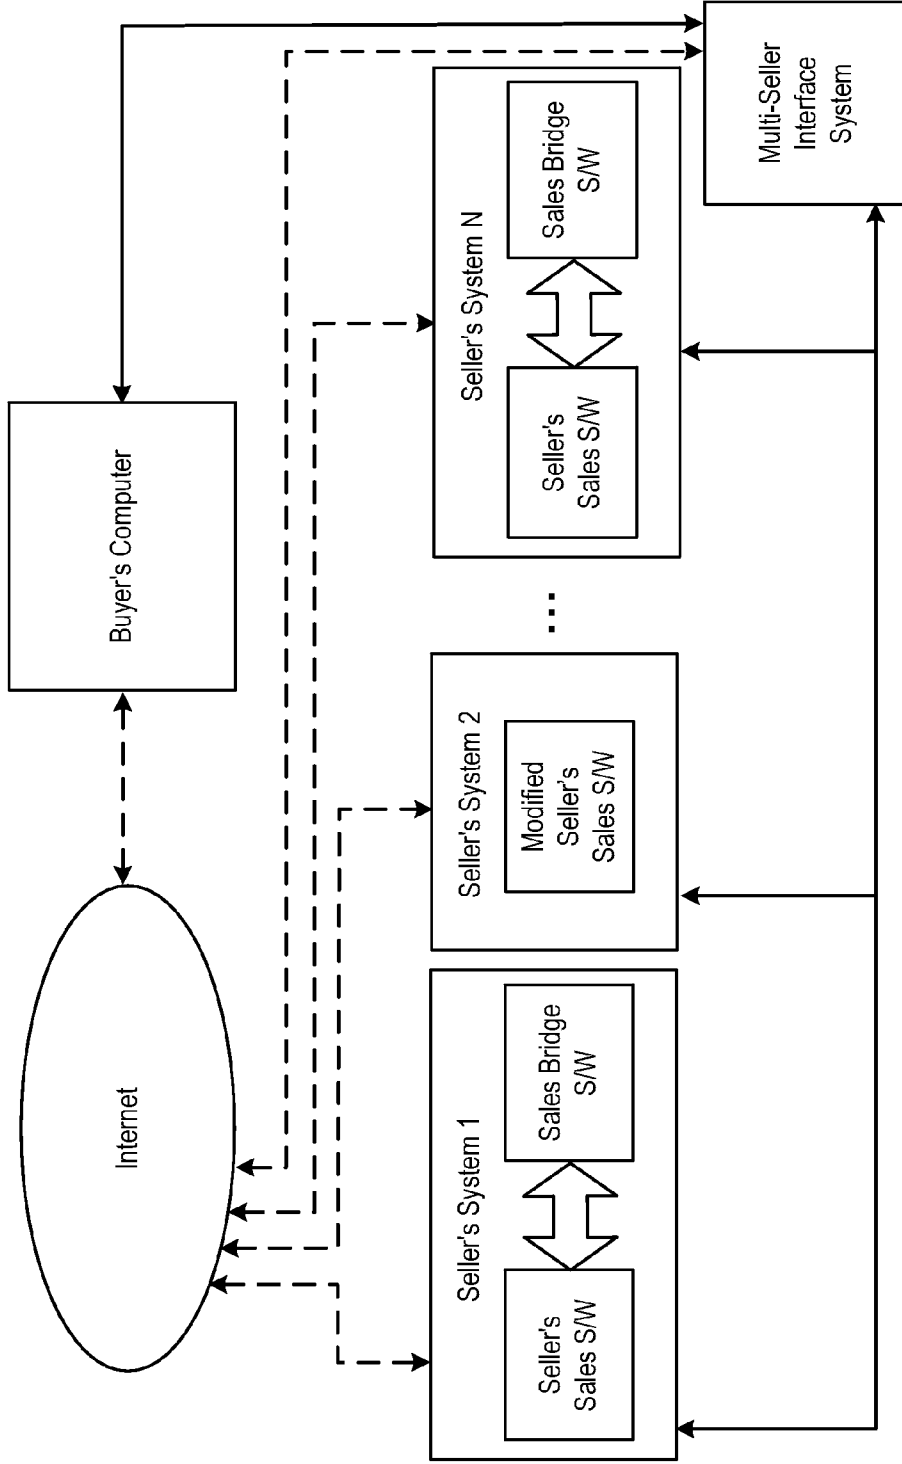 Internet
Buyer's Computer
Seller's System 1
Seller's
Sales S/W
Sales Bridge
S/W
Seller's System 2
Modified
Seller's
Sales S/W
...
Seller's System N
Seller's
Sales S/W
Sales Bridge
S/W
Multi-Seller
Interface
System